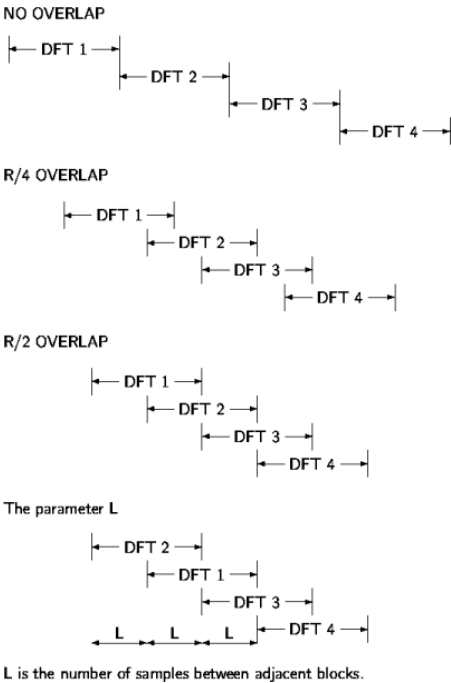 NO OVERLAP
DFT 1
DFT 2
DFT 3
DFT 4
R/4 OVERLAP
DFT 1
DFT 2
DFT 3
DFT 4
R/2 OVERLAP
DFT 1
DFT 2
DFT 3
DFT 4
The parameter L
DFT 2
DFT 1
DFT 3
L L L DFT 4
L is the number of samples between adjacent blocks.